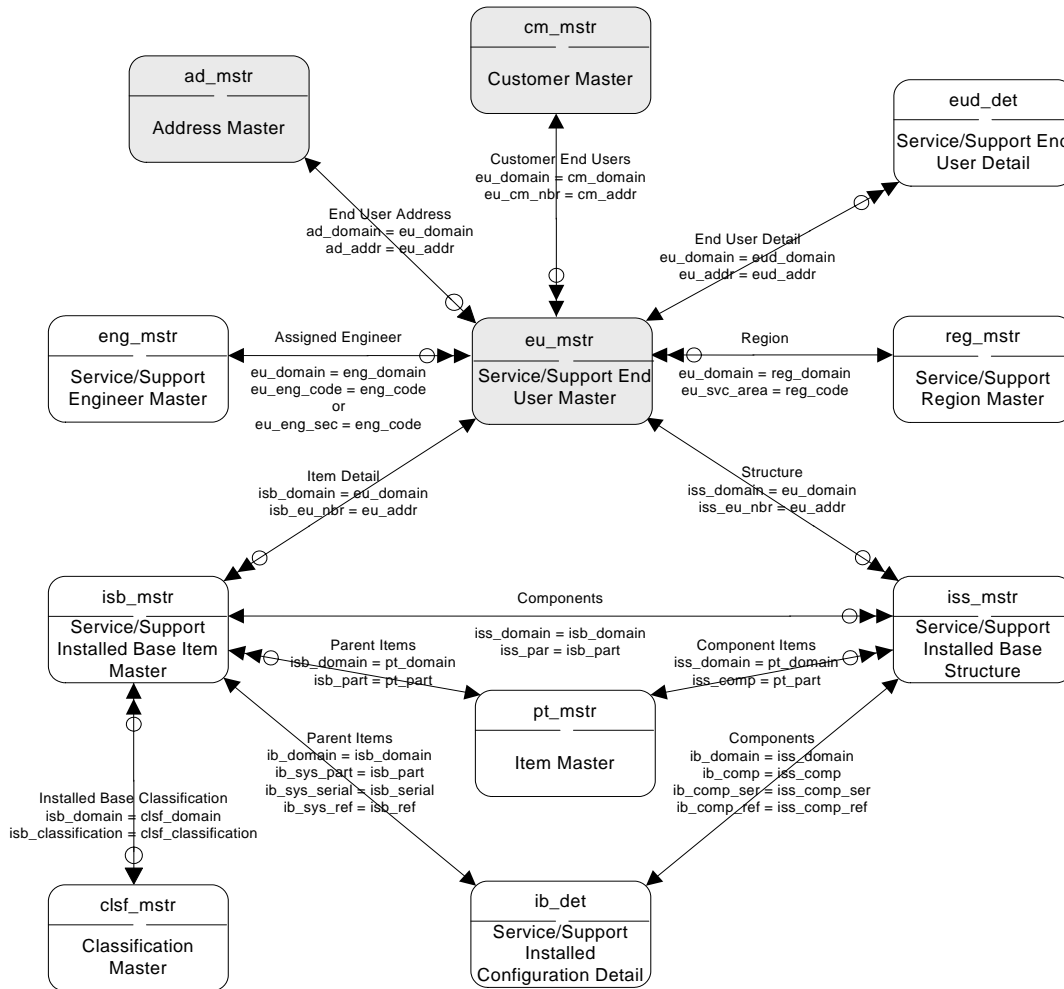 cm_mstr
Customer Master
ad_mstr
Address Master
eud_det
Service/Support End
User Detail
Customer End Users
eu_domain = cm_domain
eu_cm_nbr = cm_addr
End User Address
ad_domain = eu_domain
ad_addr = eu_addr
End User Detail
eu_domain = eud_domain
eu_addr = eud_addr
eng_mstr
Service/Support
Engineer Master
Assigned Engineer
eu_domain = eng_domain
eu_eng_code = eng_code
or
eu_eng_sec = eng_code
eu_mstr
Service/Support End
User Master
Region
eu_domain = reg_domain
eu_svc_area = reg_code
reg_mstr
Service/Support
Region Master
Item Detail
isb_domain = eu_domain
isb_eu_nbr = eu_addr
Structure
iss_domain = eu_domain
iss_eu_nbr = eu_addr
isb_mstr
Service/Support
Installed Base Item
Master
Components
iss_domain = isb_domain
iss_par = isb_part
iss_mstr
Service/Support
Installed Base
Structure
Parent Items
isb_domain = pt_domain
isb_part = pt_part
Component Items
iss_domain = pt_domain
iss_comp = pt_part
pt_mstr
Item Master
Parent Items
ib_domain = isb_domain
ib_sys_part = isb_part
ib_sys_serial = isb_serial
ib_sys_ref = isb_ref
Components
ib_domain = iss_domain
ib_comp = iss_comp
ib_comp_ser = iss_comp_ser
ib_comp_ref = iss_comp_ref
Installed Base Classification
isb_domain = clsf_domain
isb_classification = clsf_classification
clsf_mstr
Classification
Master
ib_det
Service/Support
Installed
Configuration Detail